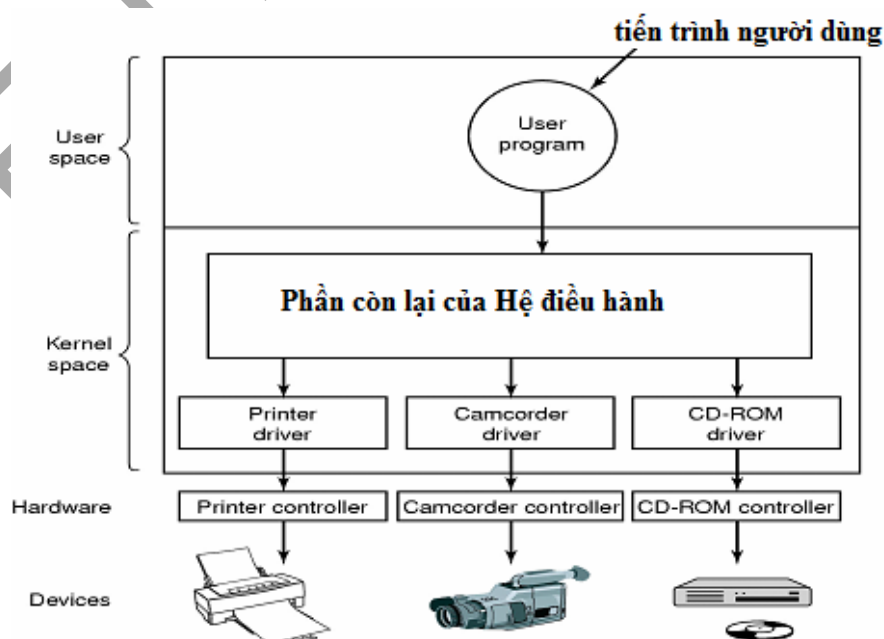 tiến trình người dùng
User
space
User
program
Phần còn lại của Hệ điều hành
Kernel
space
Printer
driver
Camcorder
driver
CD-ROM
driver
Hardware
Printer controller
Camcorder controller
CD-ROM controller
Devices